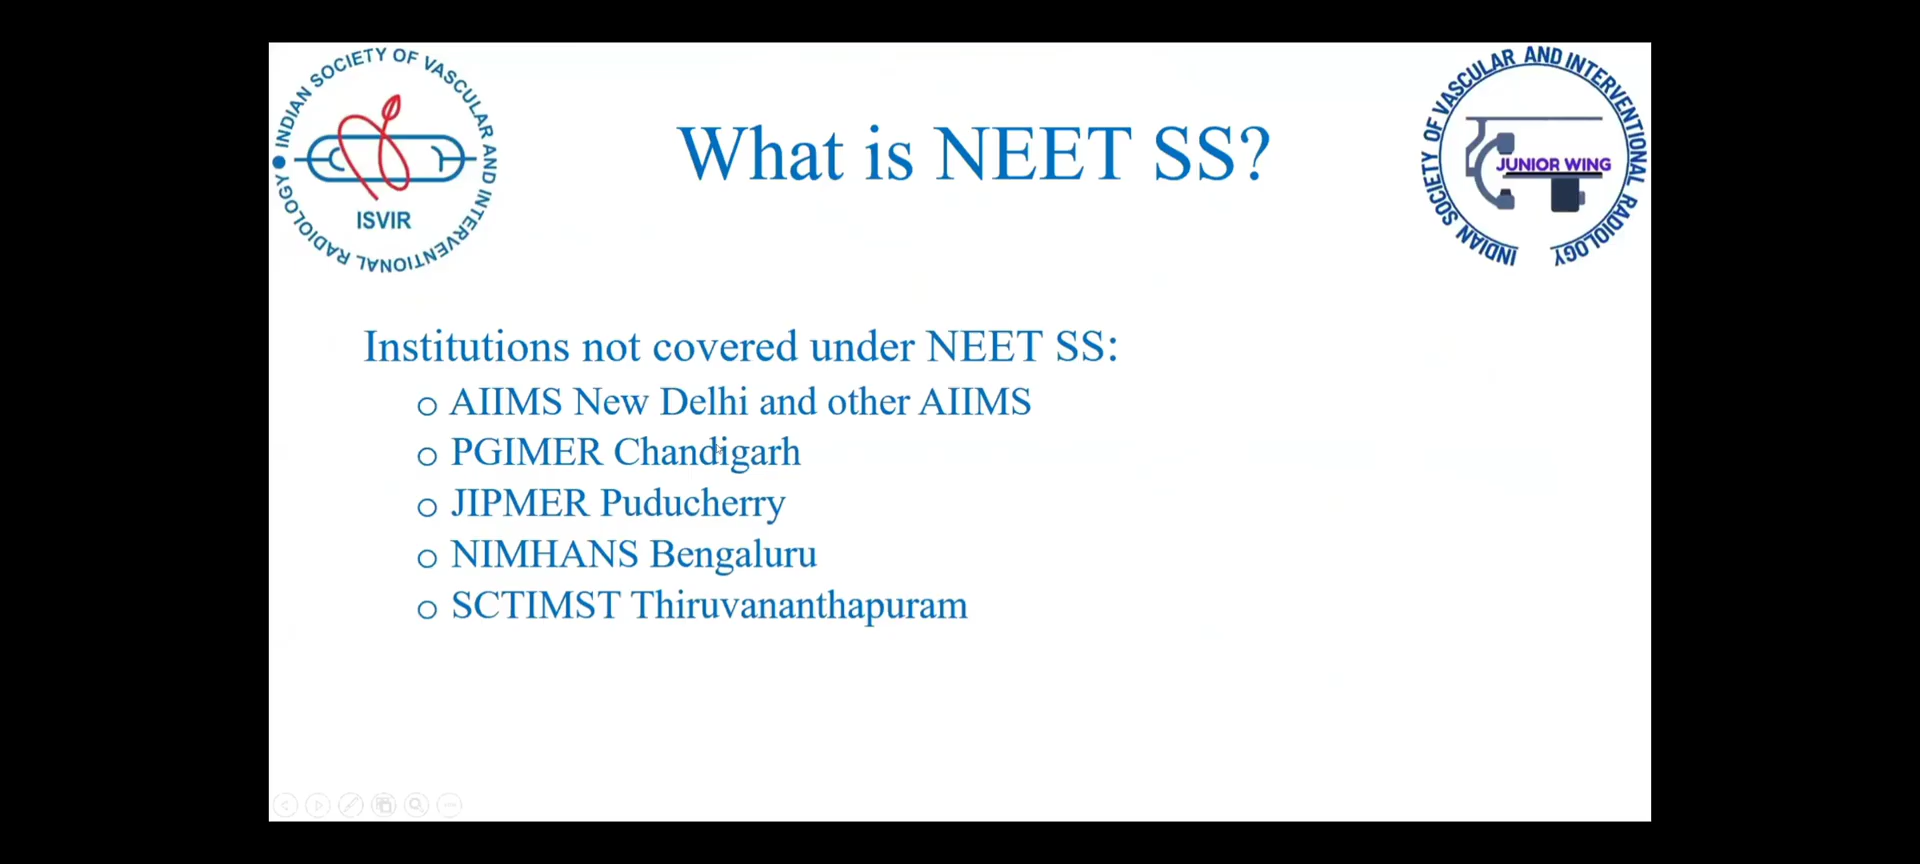 INDIAN SOCIETY OF VASCULAR AND INTERVENTIONAL RADIOLOGY
ISVIR
What is NEET SS?
INDIAN SOCIETY OF VASCULAR AND INTERVENTIONAL RADIOLOGY
JUNIOR WING
Institutions not covered under NEET SS:
o AIIMS New Delhi and other AIIMS
o PGIMER Chandigarh
o JIPMER Puducherry
o NIMHANS Bengaluru
o SCTIMST Thiruvananthapuram